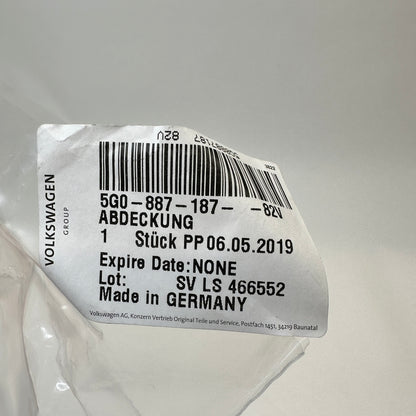 VOLKSWAGEN
GROUP
82V
5G0887187
5G0-887-187- -82V
ABDECKUNG
1 Stück PP 06.05.2019
Expire Date:NONE
Lot: SV LS 466552
Made in GERMANY
Volkswagen AG, Konzern Vertrieb Original Teile und Service, Postfach 1451, 34219 Baunatal